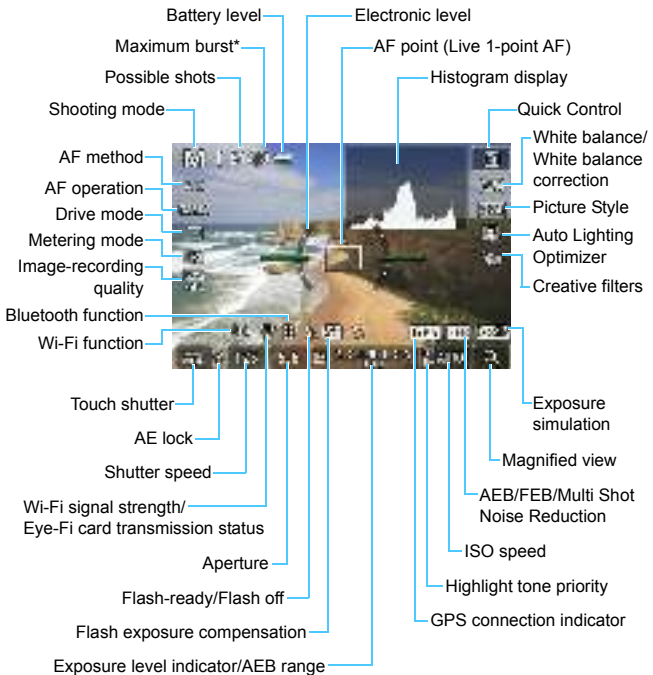 Battery level
Electronic level
Maximum burst*
AF point (Live 1-point AF)
Possible shots
Histogram display
Shooting mode
Quick Control
AF method
White balance/
White balance
correction
AF operation
Picture Style
Drive mode
Auto Lighting
Optimizer
Metering mode
Image-recording
quality
Creative filters
Bluetooth function
Wi-Fi function
Touch shutter
Exposure
simulation
AE lock
Magnified view
Shutter speed
AEB/FEB/Multi Shot
Noise Reduction
Wi-Fi signal strength/
Eye-Fi card transmission status
ISO speed
Aperture
Highlight tone priority
Flash-ready/Flash off
GPS connection indicator
Flash exposure compensation
Exposure level indicator/AEB range